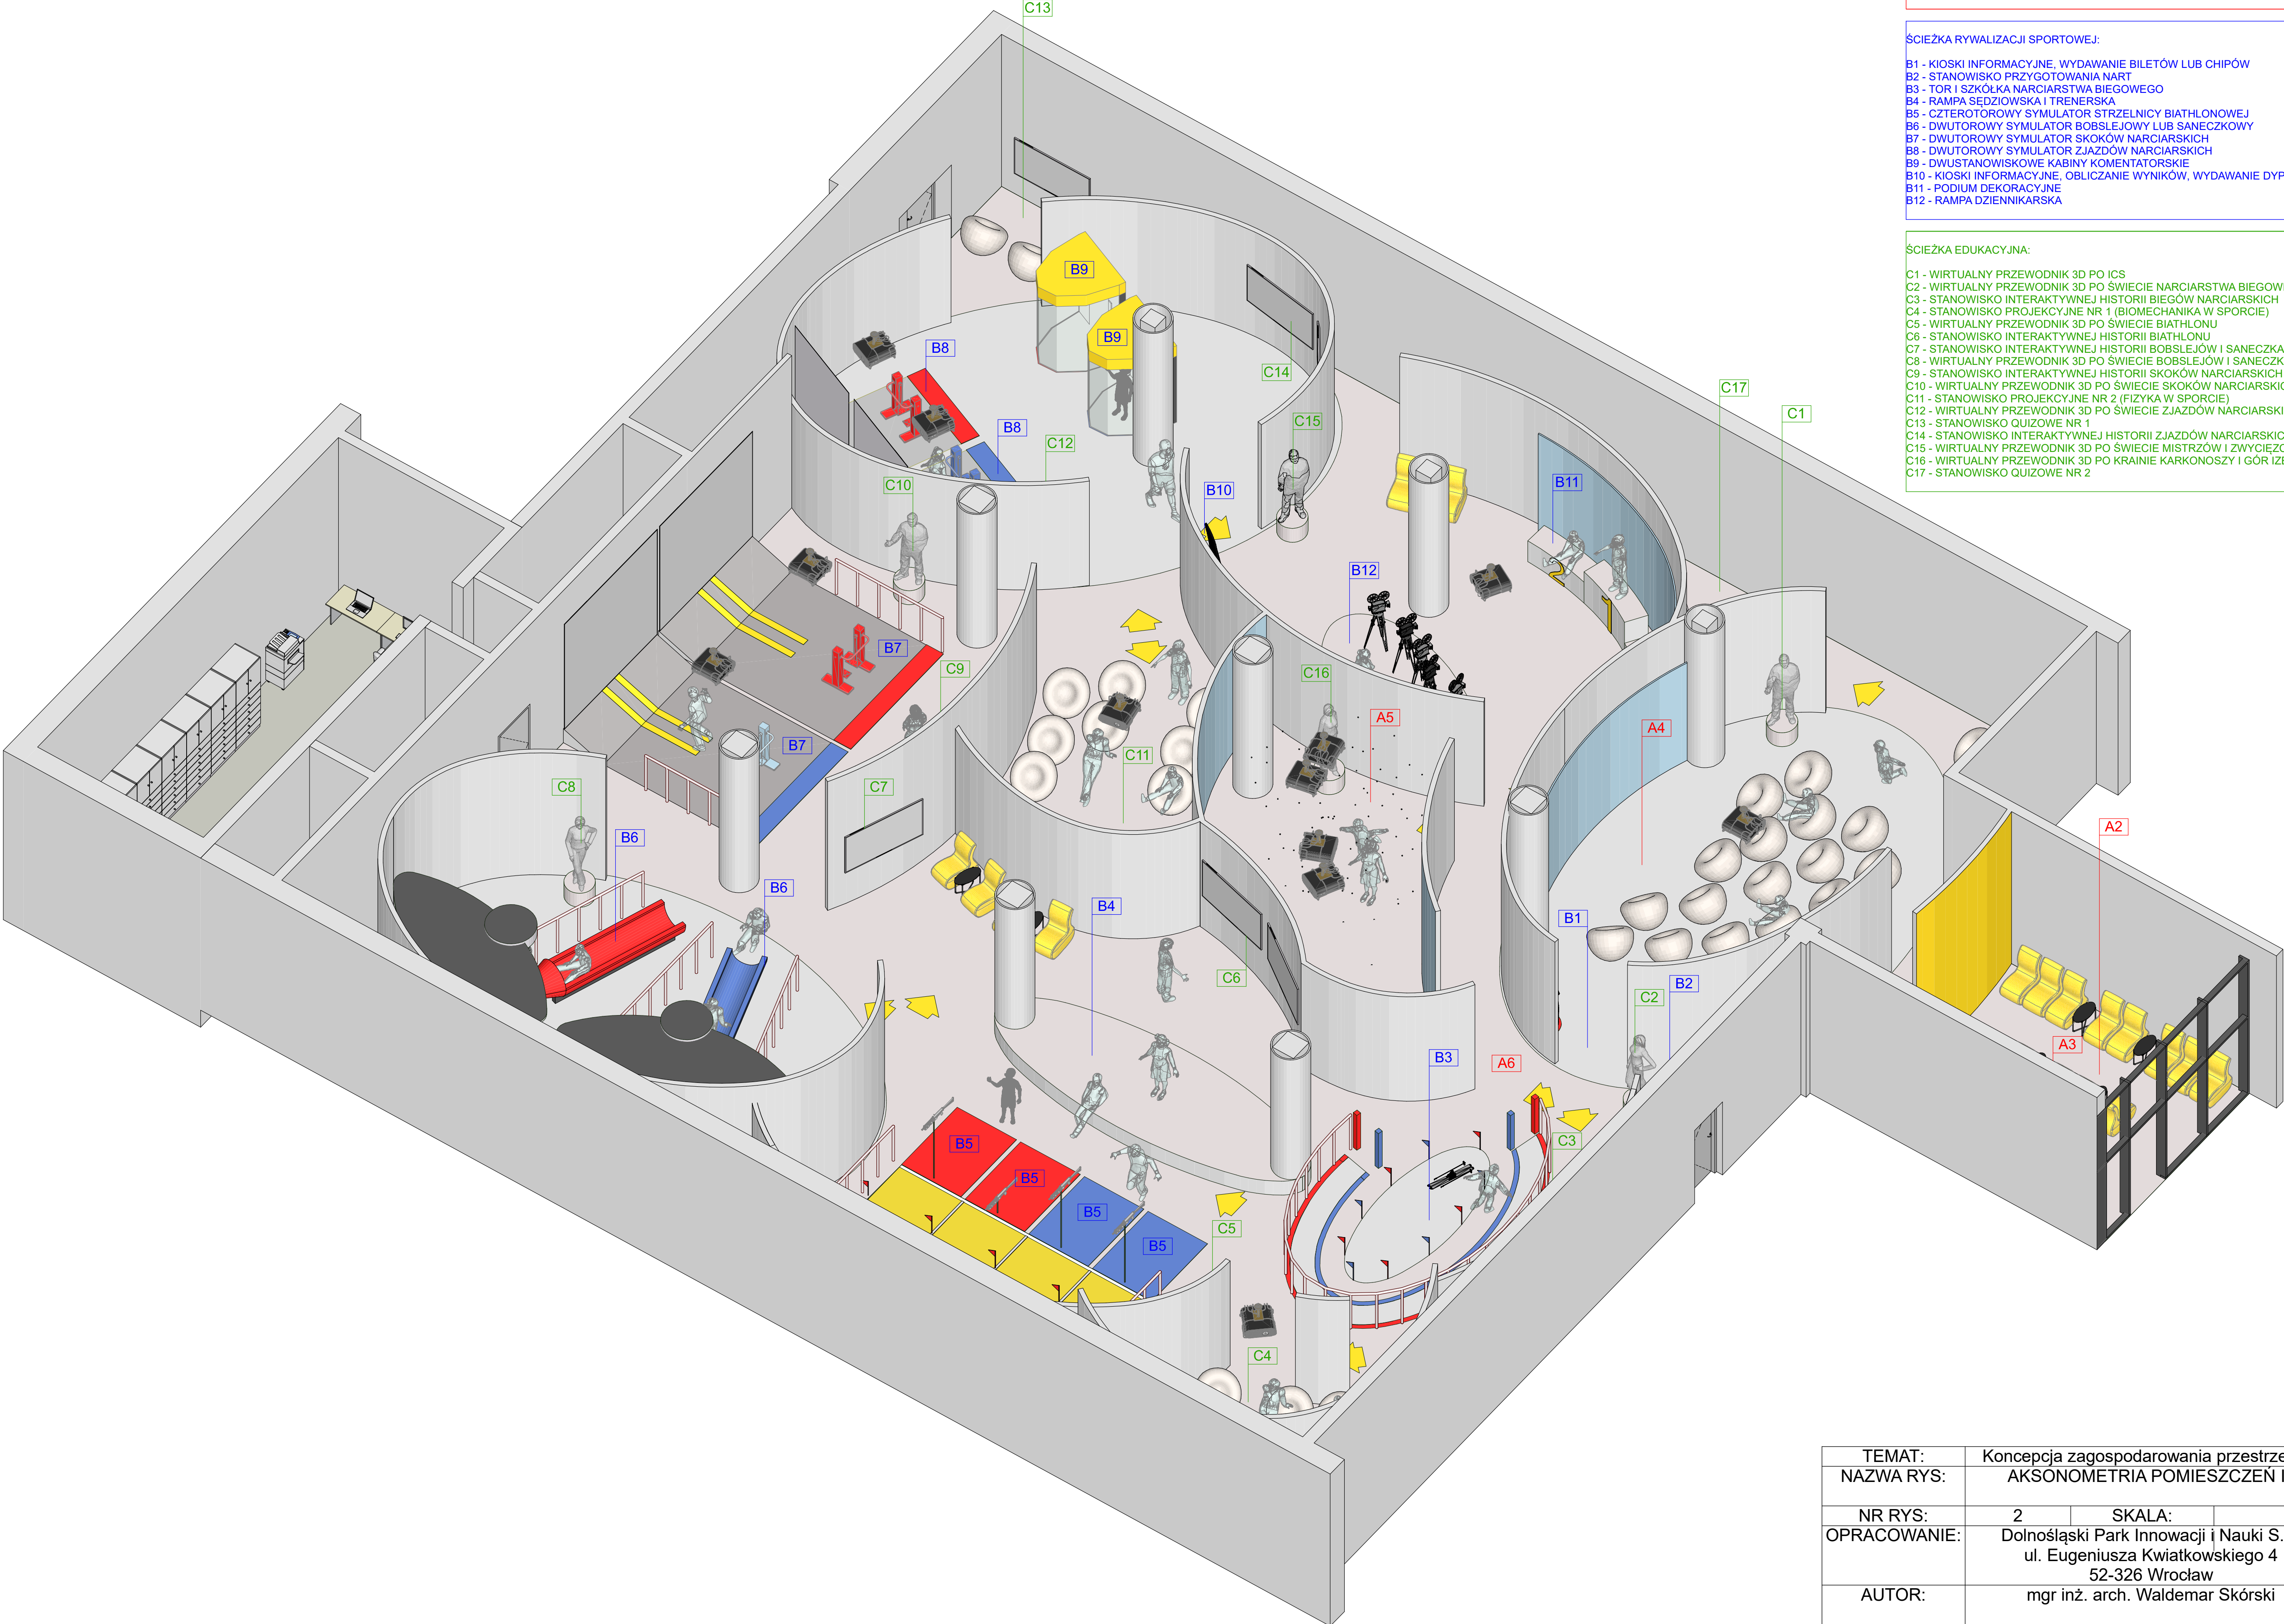 C13
ŚCIEŻKA RYWALIZACJI SPORTOWEJ:
B1 - KIOSKI INFORMACYJNE, WYDAWANIE BILETÓW LUB CHIPÓW
B2 - STANOWISKO PRZYGOTOWANIA NART
B3 - TOR I SZKÓŁKA NARCIARSTWA BIEGOWEGO
B4 - RAMPA SĘDZIOWSKA I TRENERSKA
B5 - CZTEROTOROWY SYMULATOR STRZELNICY BIATHLONOWEJ
B6 - DWUTOROWY SYMULATOR BOBSLEJOWY LUB SANECZKOWY
B7 - DWUTOROWY SYMULATOR SKOKÓW NARCIARSKICH
B8 - DWUTOROWY SYMULATOR ZJAZDÓW NARCIARSKICH
B9 - DWUSTANOWISKOWE KABINY KOMENTATORSKIE
B10 - KIOSKI INFORMACYJNE, OBLICZANIE WYNIKÓW, WYDAWANIE DYP
B11 - PODIUM DEKORACYJNE
B12 - RAMPA DZIENNIKARSKA
ŚCIEŻKA EDUKACYJNA:
C1 - WIRTUALNY PRZEWODNIK 3D PO ICS
C2 - WIRTUALNY PRZEWODNIK 3D PO ŚWIECIE NARCIARSTWA BIEGOW
C3 - STANOWISKO INTERAKTYWNEJ HISTORII BIEGÓW NARCIARSKICH
C4 - STANOWISKO PROJEKCYJNE NR 1 (BIOMECHANIKA W SPORCIE)
C5 - WIRTUALNY PRZEWODNIK 3D PO ŚWIECIE BIATHLONU
C6 - STANOWISKO INTERAKTYWNEJ HISTORII BIATHLONU
C7 - STANOWISKO INTERAKTYWNEJ HISTORII BOBSLEJÓW I SANECZKA
C8 - WIRTUALNY PRZEWODNIK 3D PO ŚWIECIE BOBSLEJÓW I SANECZK
C9 - STANOWISKO INTERAKTYWNEJ HISTORII SKOKÓW NARCIARSKICH
C10 - WIRTUALNY PRZEWODNIK 3D PO ŚWIECIE SKOKÓW NARCIARSKIC
C11 - STANOWISKO PROJEKCYJNE NR 2 (FIZYKA W SPORCIE)
C12 - WIRTUALNY PRZEWODNIK 3D PO ŚWIECIE ZJAZDÓW NARCIARSKI
C13 - STANOWISKO QUIZOWE NR 1
C14 - STANOWISKO INTERAKTYWNEJ HISTORII ZJAZDÓW NARCIARSKIC
C15 - WIRTUALNY PRZEWODNIK 3D PO ŚWIECIE MISTRZÓW I ZWYCIĘZC
C16 - WIRTUALNY PRZEWODNIK 3D PO KRAINIE KARKONOSZY I GÓR IZE
C17 - STANOWISKO QUIZOWE NR 2
B9
B9
B8
C14
C17
C1
B8
C15
C12
C10
B10
B11
B12
B7
C9
C16
A5
A4
B7
C11
C7
C8
B6
A2
B6
B4
B1
C6
B2
C2
A3
B3
A6
B5
C3
B5
B5
C5
B5
C4
TEMAT: Koncepcja zagospodarowania przestrze
NAZWA RYS: AKSONOMETRIA POMIESZCZEŃ I
NR RYS: 2 SKALA:
OPRACOWANIE: Dolnośląski Park Innowacji i Nauki S.
ul. Eugeniusza Kwiatkowskiego 4
52-326 Wrocław
AUTOR: mgr inż. arch. Waldemar Skórski